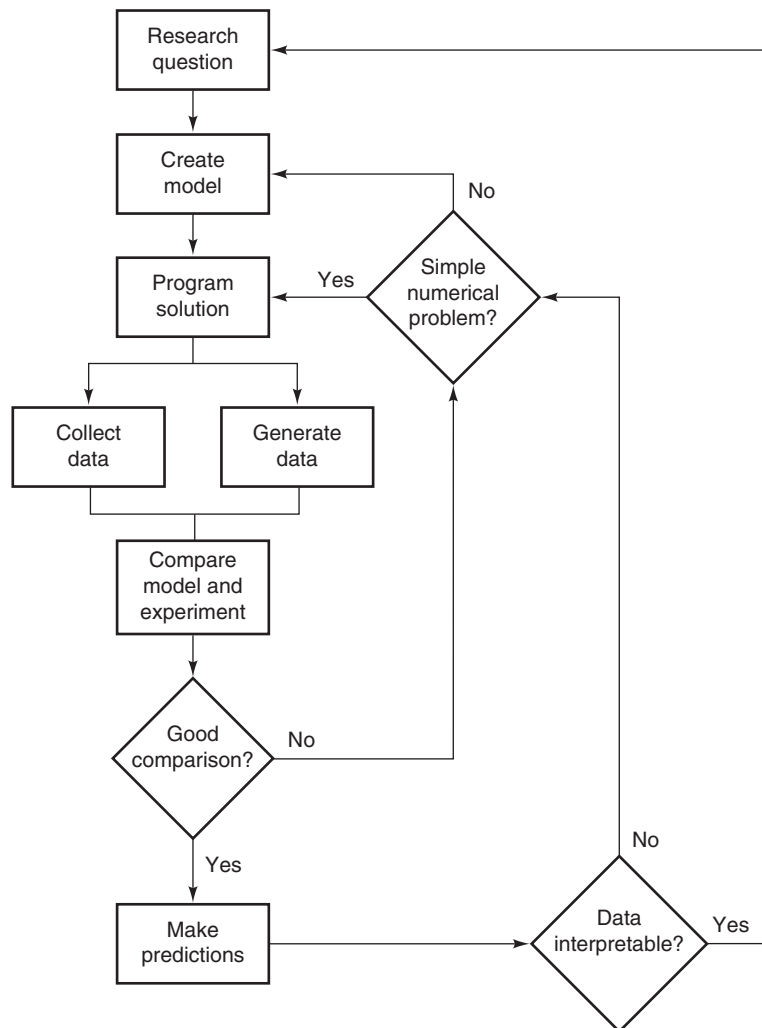 Research
question
Create
model
No
Program
solution
Yes
Simple
numerical
problem?
Collect
data
Generate
data
Compare
model and
experiment
Good
comparison?
No
Yes
No
Make
predictions
Data
interpretable?
Yes